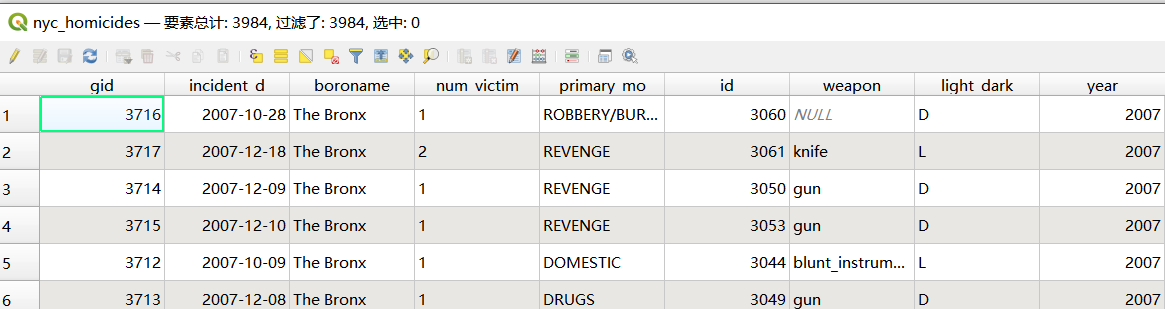 nyc_homicides — 要素总计: 3984, 过滤了: 3984, 选中: 0
gid incident_d boroname num_victim primary_mo id weapon light_dark year
1 3716 2007-10-28 The Bronx 1 ROBBERY/BUR... 3060 NULL D 2007
2 3717 2007-12-18 The Bronx 2 REVENGE 3061 knife L 2007
3 3714 2007-12-09 The Bronx 1 REVENGE 3050 gun D 2007
4 3715 2007-12-10 The Bronx 1 REVENGE 3053 gun D 2007
5 3712 2007-10-09 The Bronx 1 DOMESTIC 3044 blunt_instrum... L 2007
6 3713 2007-12-08 The Bronx 1 DRUGS 3049 gun D 2007